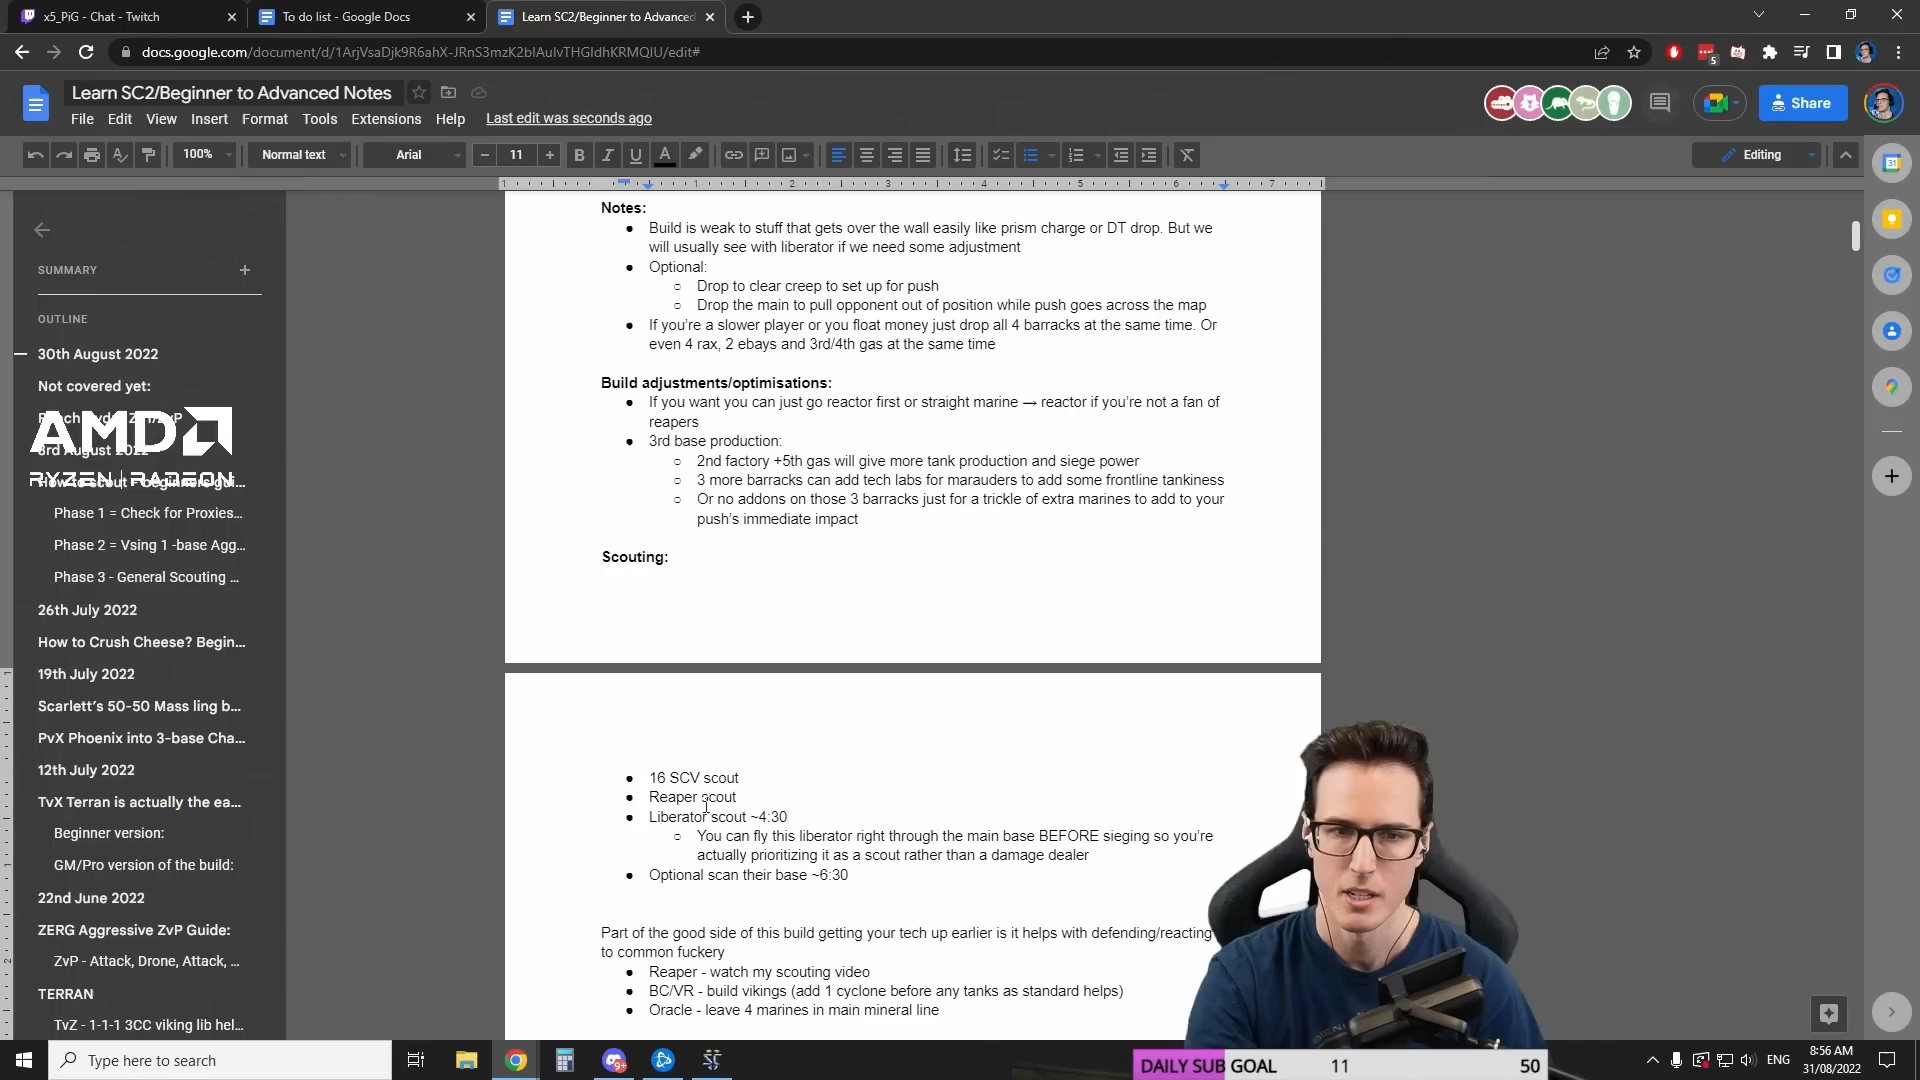 x5_PiG - Chat - Twitch
To do list - Google Docs
Learn SC2/Beginner to Advanced
docs.google.com/document/d/1ArjVsaDjk9R6ahX-JRnS3mzK2bIAulvTHGIdhKRMQIU/edit#
5
Learn SC2/Beginner to Advanced Notes
File Edit View Insert Format Tools Extensions Help Last edit was seconds ago
Share
100% Normal text Arial 11 B I U A Editing
1 1 2 3 4 5 6 7
31
SUMMARY
OUTLINE
30th August 2022
Not covered yet:
AMD
3rd August 2022
RYZEN | RADEON
How to scout - beginners gui...
Phase 1 = Check for Proxies...
Phase 2 = Vsing 1 -base Agg...
Phase 3 - General Scouting ...
26th July 2022
How to Crush Cheese? Begin...
19th July 2022
Scarlett's 50-50 Mass ling b...
PvX Phoenix into 3-base Cha...
12th July 2022
TvX Terran is actually the ea...
Beginner version:
GM/Pro version of the build:
22nd June 2022
ZERG Aggressive ZvP Guide:
ZvP - Attack, Drone, Attack, ...
TERRAN
TvZ - 1-1-1 3CC viking lib hel...
Notes:
● Build is weak to stuff that gets over the wall easily like prism charge or DT drop. But we
will usually see with liberator if we need some adjustment
● Optional:
○ Drop to clear creep to set up for push
○ Drop the main to pull opponent out of position while push goes across the map
● If you're a slower player or you float money just drop all 4 barracks at the same time. Or
even 4 rax, 2 ebays and 3rd/4th gas at the same time
Build adjustments/optimisations:
● If you want you can just go reactor first or straight marine → reactor if you're not a fan of
reapers
● 3rd base production:
○ 2nd factory +5th gas will give more tank production and siege power
○ 3 more barracks can add tech labs for marauders to add some frontline tankiness
○ Or no addons on those 3 barracks just for a trickle of extra marines to add to your
push's immediate impact
Scouting:
● 16 SCV scout
● Reaper scout
● Liberator scout ~4:30
○ You can fly this liberator right through the main base BEFORE sieging so you're
actually prioritizing it as a scout rather than a damage dealer
● Optional scan their base ~6:30
Part of the good side of this build getting your tech up earlier is it helps with defending/reacting
to common fuckery
● Reaper - watch my scouting video
● BC/VR - build vikings (add 1 cyclone before any tanks as standard helps)
● Oracle - leave 4 marines in main mineral line
DAILY SUB GOAL 11 50
Type here to search
ENG
8:56 AM
31/08/2022